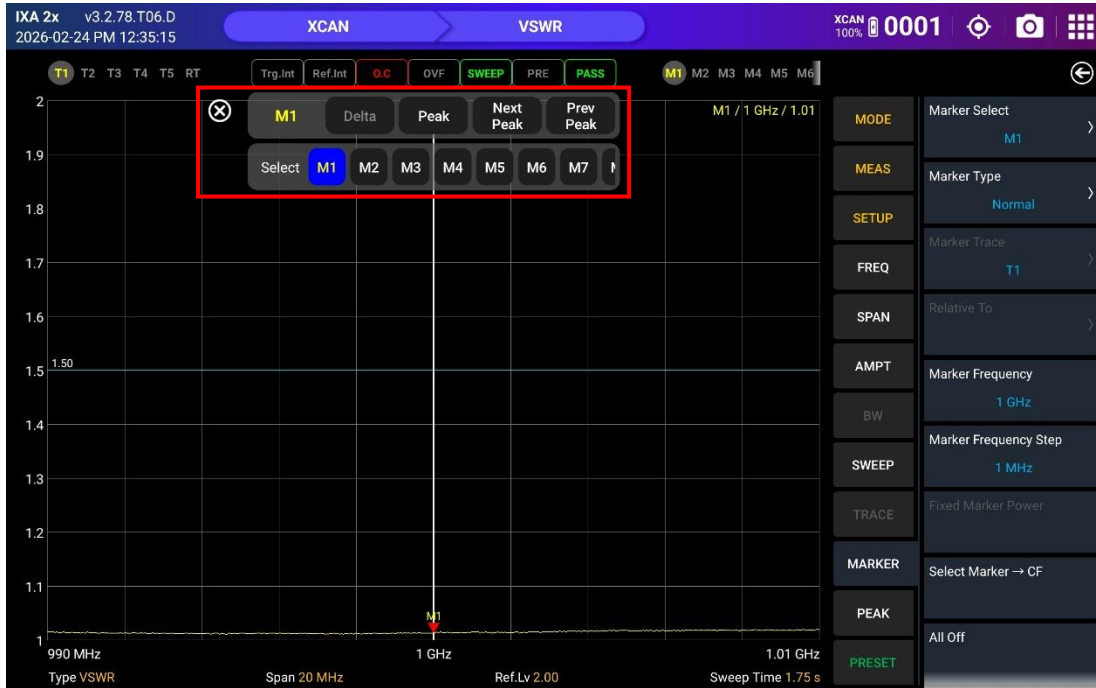 IXA 2x v3.2.78.T06.D
2026-02-24 PM 12:35:15
XCAN VSWR
XCAN
100%
0001
T1 T2 T3 T4 T5 RT
Trg.Int Ref.Int O.C OVF SWEEP PRE PASS
M1 M2 M3 M4 M5 M6
M1 Delta Peak Next Peak Prev Peak
Select M1 M2 M3 M4 M5 M6 M7
M1 / 1 GHz / 1.01
2
1.9
1.8
1.7
1.6
1.50
1.5
1.4
1.3
1.2
1.1
1
M1
990 MHz 1 GHz 1.01 GHz
Type VSWR Span 20 MHz Ref.Lv 2.00 Sweep Time 1.75 s
MODE
MEAS
SETUP
FREQ
SPAN
AMPT
BW
SWEEP
TRACE
MARKER
PEAK
PRESET
Marker Select
M1
Marker Type
Normal
Marker Trace
T1
Relative To
Marker Frequency
1 GHz
Marker Frequency Step
1 MHz
Fixed Marker Power
Select Marker → CF
All Off